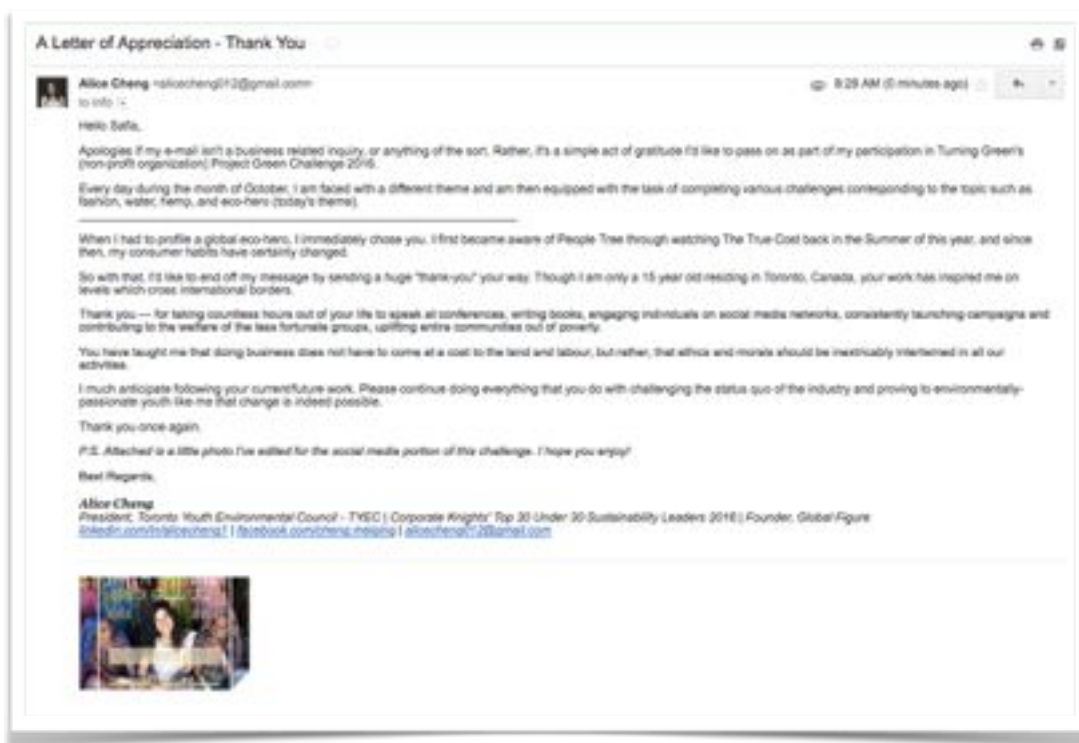 A Letter of Appreciation - Thank You
Alice Cheng <alicecheng012@gmail.com>
8:29 AM (0 minutes ago)
to info
Hello Safia,
Apologies if my e-mail isn't a business related inquiry, or anything of the sort. Rather, it's a simple act of gratitude I'd like to pass on as part of my participation in Turning Green's
(non-profit organization) Project Green Challenge 2016.
Every day during the month of October, I am faced with a different theme and am then equipped with the task of completing various challenges corresponding to the topic such as
fashion, water, hemp, and eco-hero (today's theme).
When I had to profile a global eco-hero, I immediately chose you. I first became aware of People Tree through watching The True Cost back in the Summer of this year, and since
then, my consumer habits have certainly changed.
So with that, I'd like to end off my message by sending a huge "thank-you" your way. Though I am only a 15 year old residing in Toronto, Canada, your work has inspired me on
levels which cross international borders.
Thank you — for taking countless hours out of your life to speak at conferences, writing books, engaging individuals on social media networks, consistently launching campaigns and
contributing to the welfare of the less fortunate groups, uplifting entire communities out of poverty.
You have taught me that doing business does not have to come at a cost to the land and labour, but rather, that ethics and morals should be inextricably intertwined in all our
activities.
I much anticipate following your current/future work. Please continue doing everything that you do with challenging the status quo of the industry and proving to environmentally-
passionate youth like me that change is indeed possible.
Thank you once again.
P.S. Attached is a little photo I've edited for the social media portion of this challenge. I hope you enjoy!
Best Regards,
Alice Cheng
President, Toronto Youth Environmental Council - TYEC | Corporate Knights' Top 30 Under 30 Sustainability Leaders 2016 | Founder, Global Figure
linkedin.com/in/alicecheng1 | facebook.com/cheng.meiping | alicecheng012@gmail.com